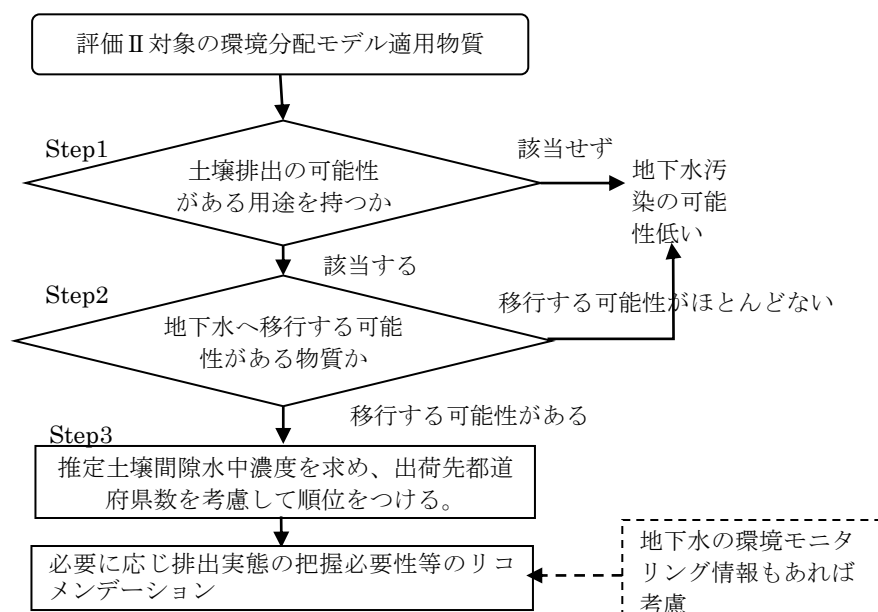 評価Ⅱ対象の環境分配モデル適用物質
Step1
土壌排出の可能性
がある用途を持つか
該当せず
地下水汚
染の可能
性低い
該当する
Step2
地下水へ移行する可能
性がある物質か
移行する可能性がほとんどない
移行する可能性がある
Step3
推定土壌間隙水中濃度を求め、出荷先都道
府県数を考慮して順位をつける。
必要に応じ排出実態の把握必要性等のリコ
メンデーション
地下水の環境モニタ
リング情報もあれば
考慮